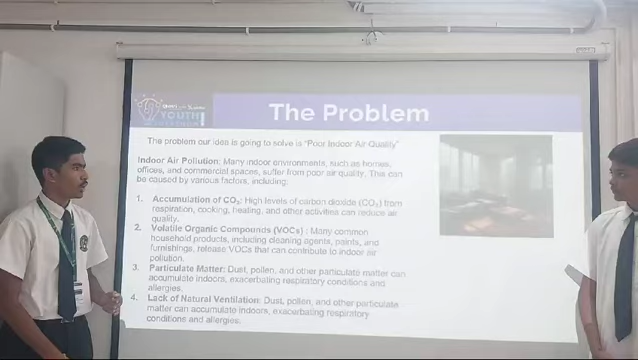 YOUTH
The Problem
The problem our idea is going to solve is "Poor Indoor Air Quality"
Indoor Air Pollution: Many indoor environments, such as homes,
offices, and commercial spaces, suffer from poor air quality. This can
be caused by various factors, including:
1. Accumulation of CO₂: High levels of carbon dioxide (CO₂) from
respiration, cooking, heating, and other activities can reduce air
quality.
2. Volatile Organic Compounds (VOCs) : Many common
household products, including cleaning agents, paints, and
furnishings, release VOCs that can contribute to indoor air
pollution.
3. Particulate Matter: Dust, pollen, and other particulate matter can
accumulate indoors, exacerbating respiratory conditions and
allergies.
4. Lack of Natural Ventilation: Dust, pollen, and other particulate
matter can accumulate indoors, exacerbating respiratory
conditions and allergies.